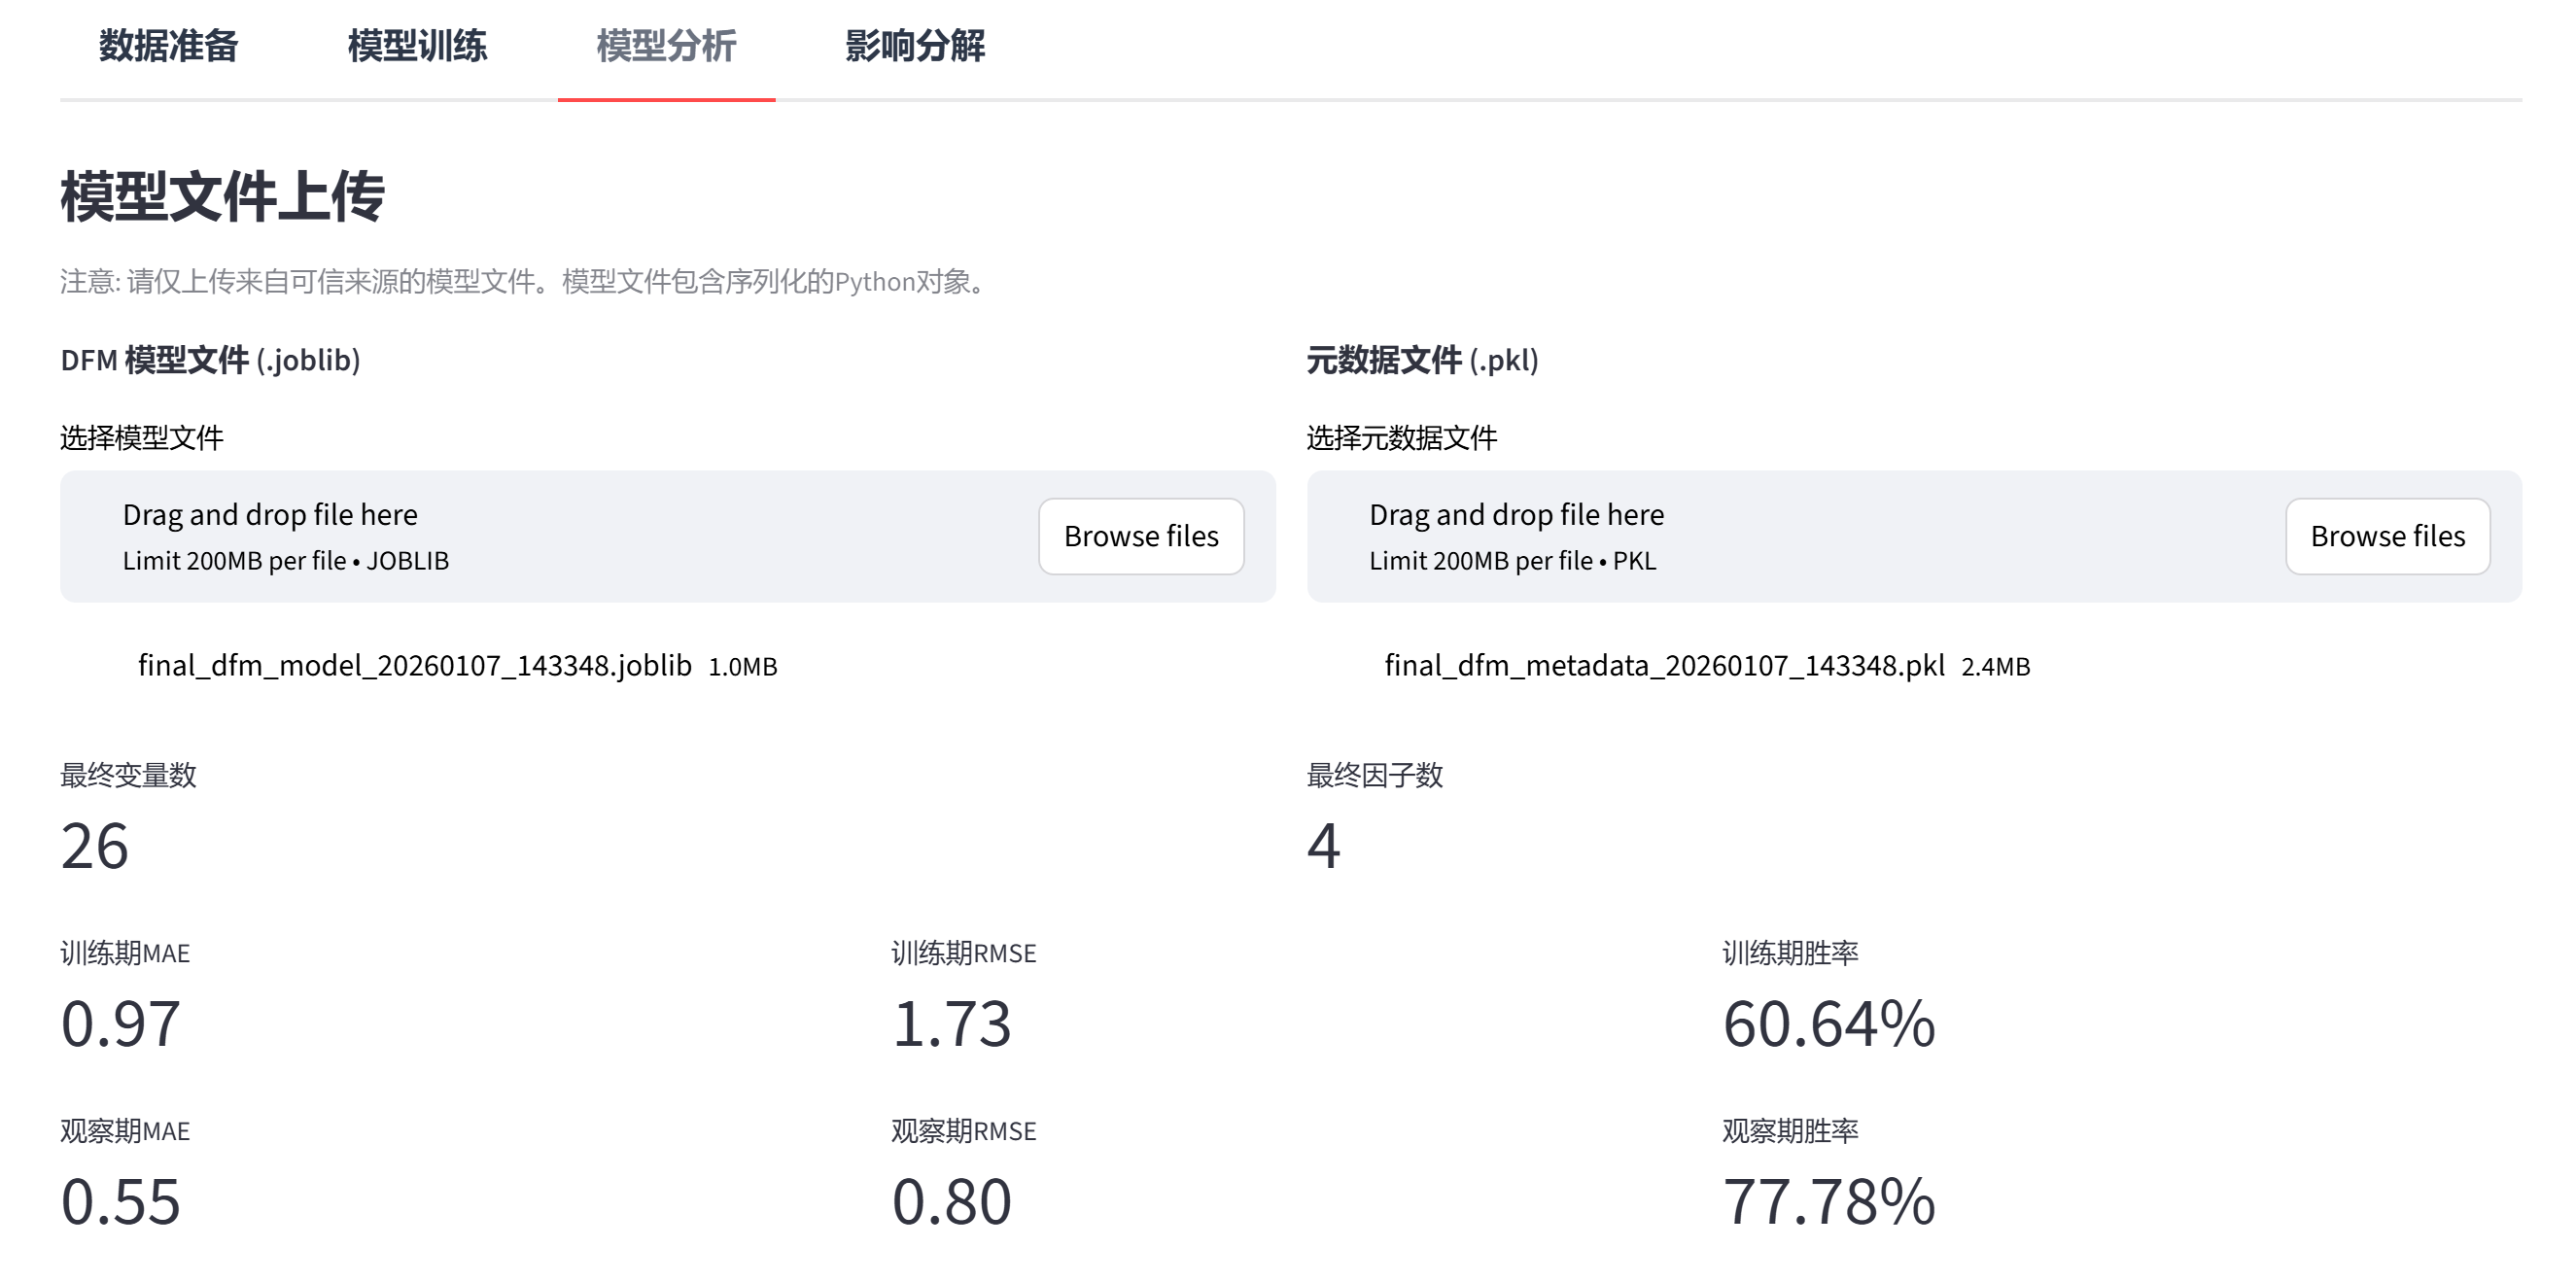 数据准备 模型训练 模型分析 影响分解
模型文件上传
注意: 请仅上传来自可信来源的模型文件。模型文件包含序列化的Python对象。
DFM 模型文件 (.joblib)
元数据文件 (.pkl)
选择模型文件
选择元数据文件
Drag and drop file here
Limit 200MB per file • JOBLIB
Browse files
Drag and drop file here
Limit 200MB per file • PKL
Browse files
final_dfm_model_20260107_143348.joblib 1.0MB
final_dfm_metadata_20260107_143348.pkl 2.4MB
最终变量数
26
最终因子数
4
训练期MAE
0.97
训练期RMSE
1.73
训练期胜率
60.64%
观察期MAE
0.55
观察期RMSE
0.80
观察期胜率
77.78%